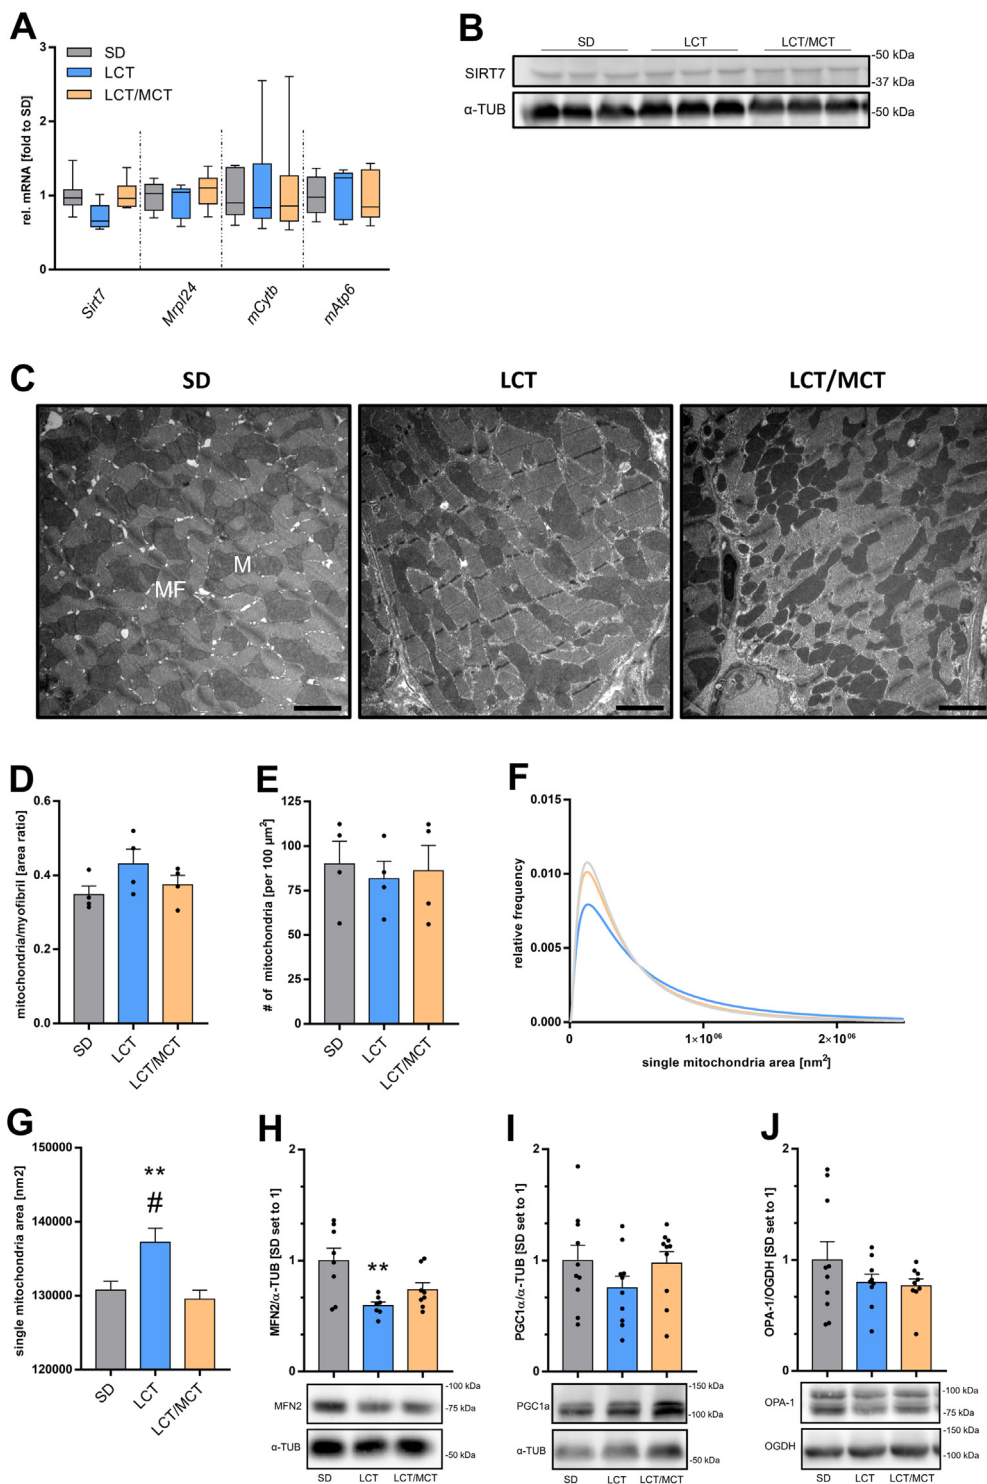 A
SD
LCT
LCT/MCT
rel. mRNA [fold to SD]
3
2
1
0
Sirt7
Mrpl24
mCytb
mAtp6
B
SD
LCT
LCT/MCT
SIRT7
α-TUB
-50 kDa
-37 kDa
-50 kDa
C
SD
LCT
LCT/MCT
M
MF
D
mitochondria/myofibril [area ratio]
0.6
0.4
0.2
0.0
SD
LCT
LCT/MCT
E
# of mitochondria [per 100 µm²]
125
100
75
50
25
0
SD
LCT
LCT/MCT
F
relative frequency
0.015
0.010
0.005
0.000
0
1×10⁰⁶
2×10⁰⁶
single mitochondria area [nm²]
G
single mitochondria area [nm2]
150000
140000
130000
120000
**
#
SD
LCT
LCT/MCT
H
MFN2/α-TUB [SD set to 1]
2
1
2
**
MFN2
α-TUB
-100 kDa
-75 kDa
-50 kDa
SD
LCT
LCT/MCT
I
PGC1α/α-TUB [SD set to 1]
2
1
2
PGC1a
α-TUB
-150 kDa
-100 kDa
-50 kDa
SD
LCT
LCT/MCT
J
OPA-1/OGDH [SD set to 1]
2
1
2
OPA-1
OGDH
-100 kDa
-75 kDa
-150 kDa
-100 kDa
SD
LCT
LCT/MCT